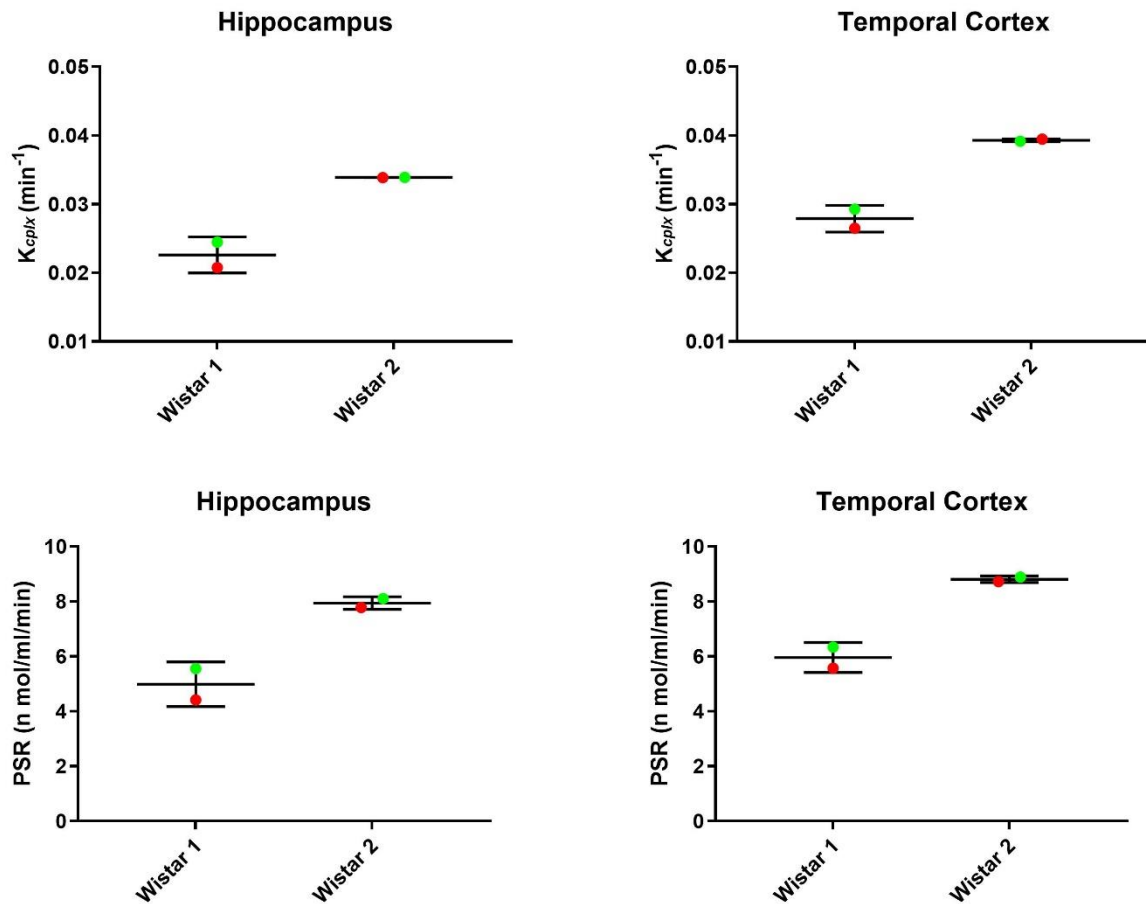 Hippocampus
K_cplx (min⁻¹)
0.05
0.04
0.03
0.02
0.01
Wistar 1
Wistar 2
Temporal Cortex
K_cplx (min⁻¹)
0.05
0.04
0.03
0.02
0.01
Wistar 1
Wistar 2
Hippocampus
PSR (n mol/ml/min)
10
8
6
4
2
0
Wistar 1
Wistar 2
Temporal Cortex
PSR (n mol/ml/min)
10
8
6
4
2
0
Wistar 1
Wistar 2